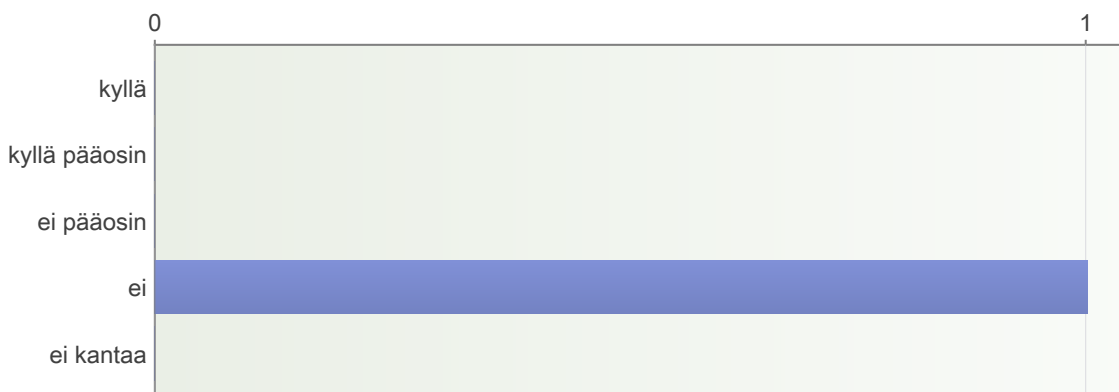 0 1
kyllä
kyllä pääosin
ei pääosin
ei
ei kantaa